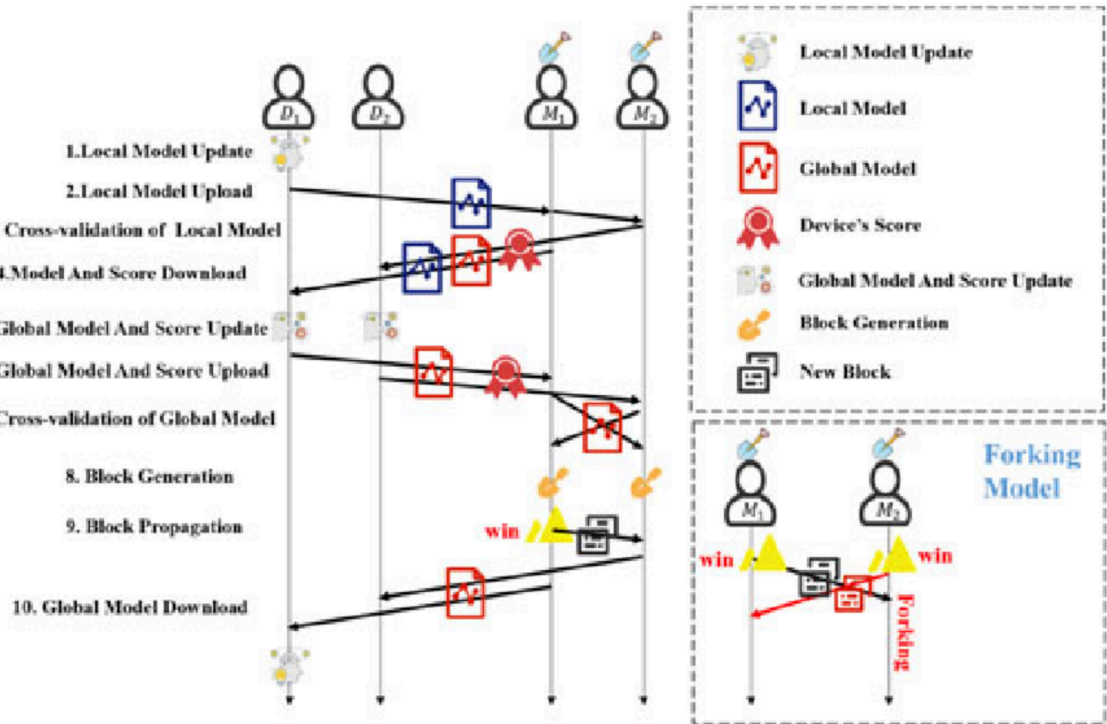 D₁
D₂
M₁
M₂
1.Local Model Update
2.Local Model Upload
Cross-validation of Local Model
4.Model And Score Download
Global Model And Score Update
Global Model And Score Upload
Cross-validation of Global Model
8. Block Generation
9. Block Propagation
win
10. Global Model Download
Local Model Update
Local Model
Global Model
Device's Score
Global Model And Score Update
Block Generation
New Block
Forking
Model
M₁
M₂
win
win
Forking